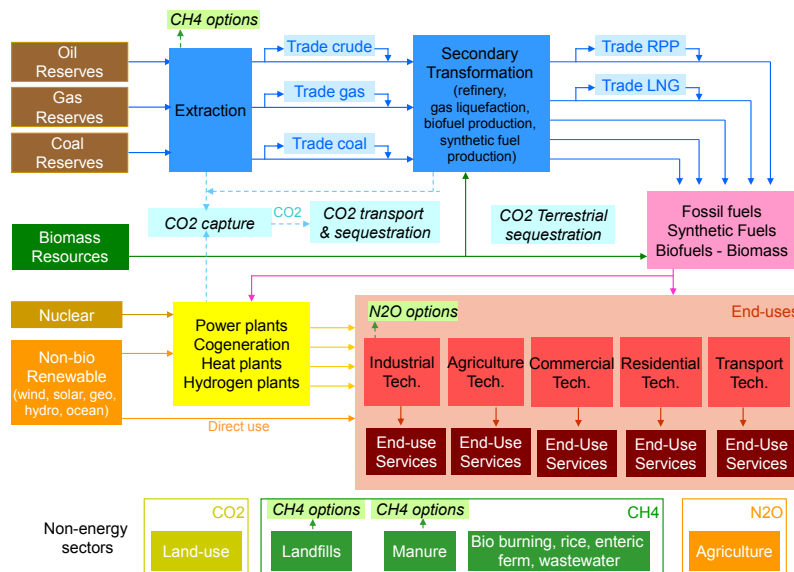 CH4 options
Oil
Reserves
Gas
Reserves
Coal
Reserves
Extraction
Trade crude
Trade gas
Trade coal
Secondary
Transformation
(refinery,
gas liquefaction,
biofuel production,
synthetic fuel
production)
Trade RPP
Trade LNG
CO2 capture
CO2
CO2 transport
& sequestration
CO2 Terrestrial
sequestration
Fossil fuels
Synthetic Fuels
Biofuels - Biomass
Biomass
Resources
Nuclear
Non-bio
Renewable
(wind, solar, geo,
hydro, ocean)
Power plants
Cogeneration
Heat plants
Hydrogen plants
Direct use
N2O options
End-uses
Industrial
Tech.
Agriculture
Tech.
Commercial
Tech.
Residential
Tech.
Transport
Tech.
End-use
Services
End-Use
Services
End-Use
Services
End-Use
Services
End-Use
Services
Non-energy
sectors
CO2
Land-use
CH4 options
CH4 options
CH4
Landfills
Manure
Bio burning, rice, enteric
ferm, wastewater
N2O
Agriculture